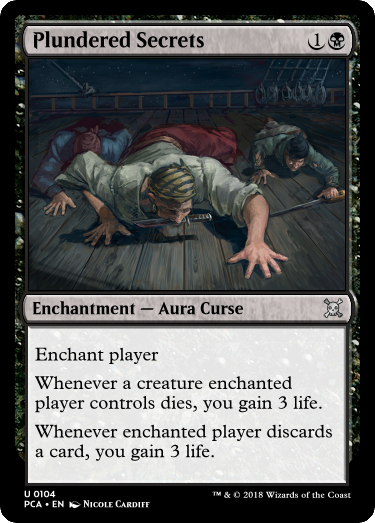 Plundered Secrets 1
Enchantment — Aura Curse
Enchant player
Whenever a creature enchanted
player controls dies, you gain 3 life.
Whenever enchanted player discards
a card, you gain 3 life.
U 0104
PCA • EN Nicole Cardiff
™ & © 2018 Wizards of the Coast